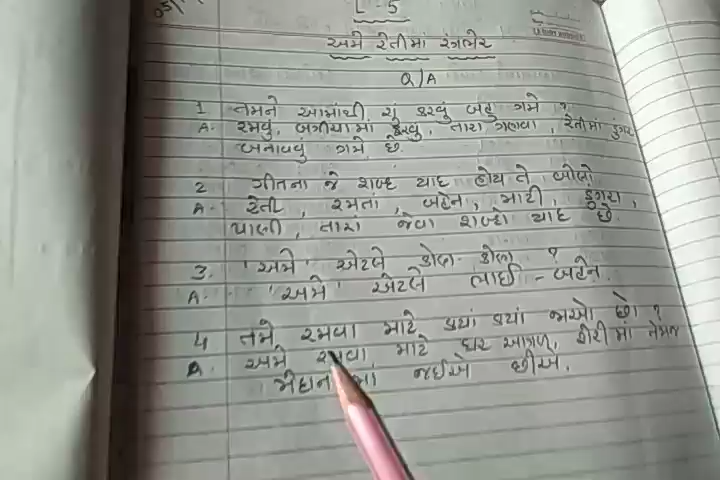 L-5
અમે રેતીમાં રંગભેર
Q/A
1 તમને આમાંથી શું કરવું બહુ ગમે ?
A. રમવું, બગીચામાં ફરવું, તારા ગણવા, રેતીમાં ડુંગર
બનાવવું ગમે છે.
2 ગીતના જે શબ્દ યાદ હોય તે બોલો
A. રેતી, રમતાં, બહેન, માટી, ડુંગરા,
પાણી, તારાં જેવા શબ્દો યાદ છે.
3. 'અમે' એટલે કોણ-કોણ ?
A. 'અમે' એટલે ભાઈ-બહેન.
4 તમે રમવા માટે ક્યાં ક્યાં જાઓ છો ?
A અમે રમવા માટે ઘર આગળ, શેરીમાં તેમજ
મેદાનમાં જઈએ છીએ.